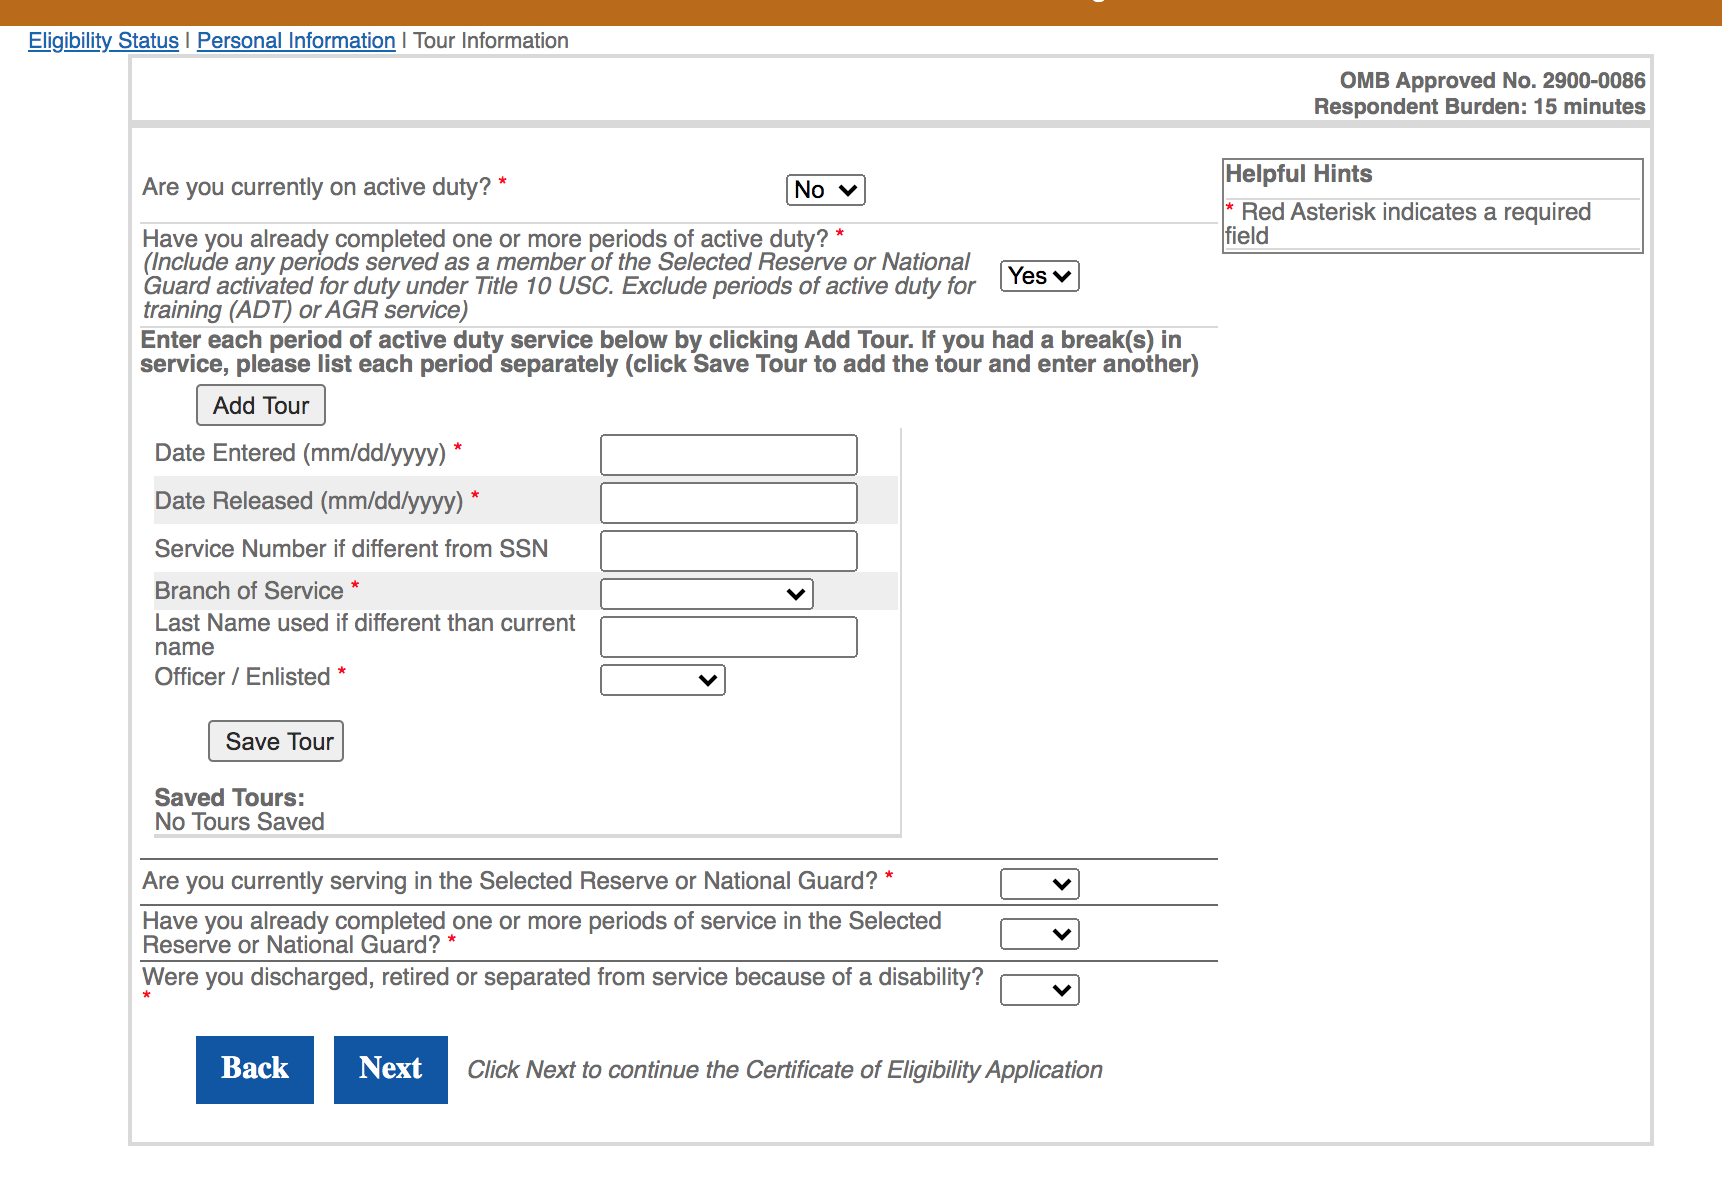 Eligibility Status | Personal Information | Tour Information
OMB Approved No. 2900-0086
Respondent Burden: 15 minutes
Are you currently on active duty? *
No
Helpful Hints
* Red Asterisk indicates a required
field
Have you already completed one or more periods of active duty? *
(Include any periods served as a member of the Selected Reserve or National
Guard activated for duty under Title 10 USC. Exclude periods of active duty for
training (ADT) or AGR service)
Yes
Enter each period of active duty service below by clicking Add Tour. If you had a break(s) in
service, please list each period separately (click Save Tour to add the tour and enter another)
Add Tour
Date Entered (mm/dd/yyyy) *
Date Released (mm/dd/yyyy) *
Service Number if different from SSN
Branch of Service *
Last Name used if different than current
name
Officer / Enlisted *
Save Tour
Saved Tours:
No Tours Saved
Are you currently serving in the Selected Reserve or National Guard? *
Have you already completed one or more periods of service in the Selected
Reserve or National Guard? *
Were you discharged, retired or separated from service because of a disability?
*
Back
Next
Click Next to continue the Certificate of Eligibility Application